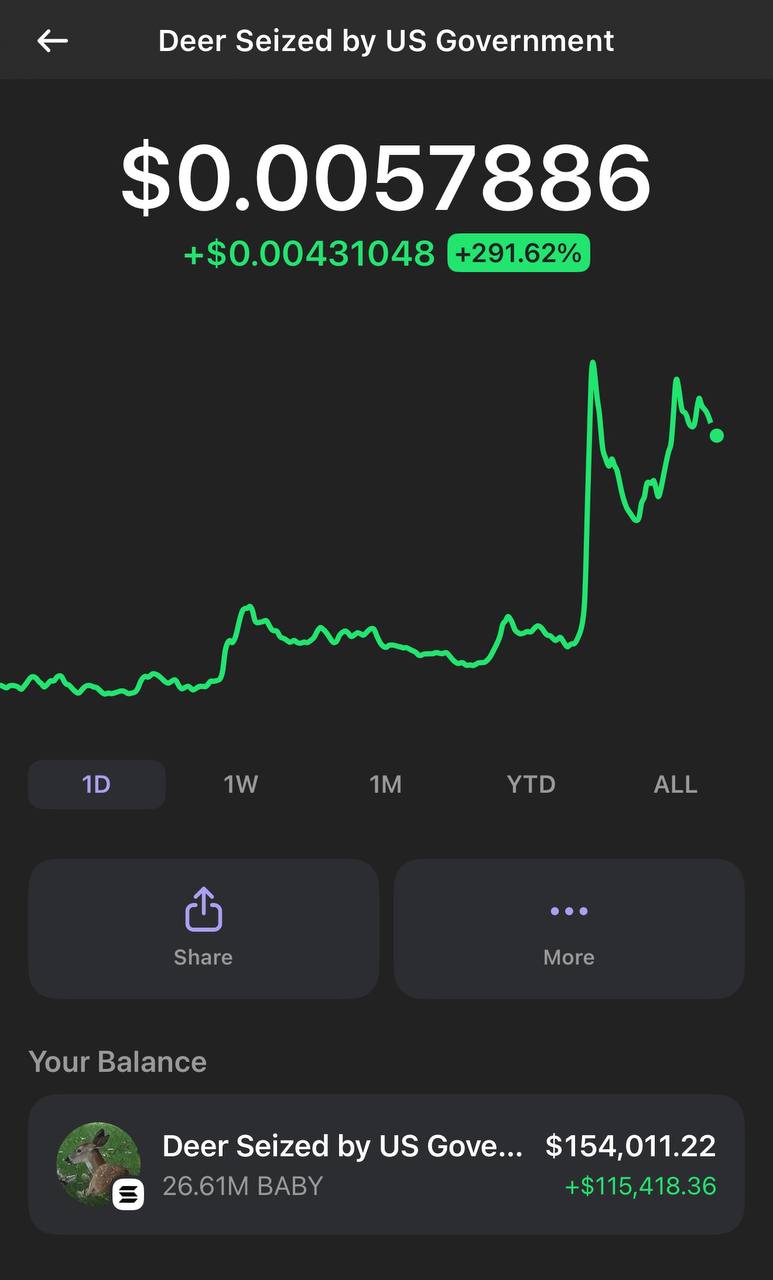 Deer Seized by US Government
$0.0057886
+$0.00431048 +291.62%
1D 1W 1M YTD ALL
Share More
Your Balance
Deer Seized by US Gove... $154,011.22
26.61M BABY +$115,418.36